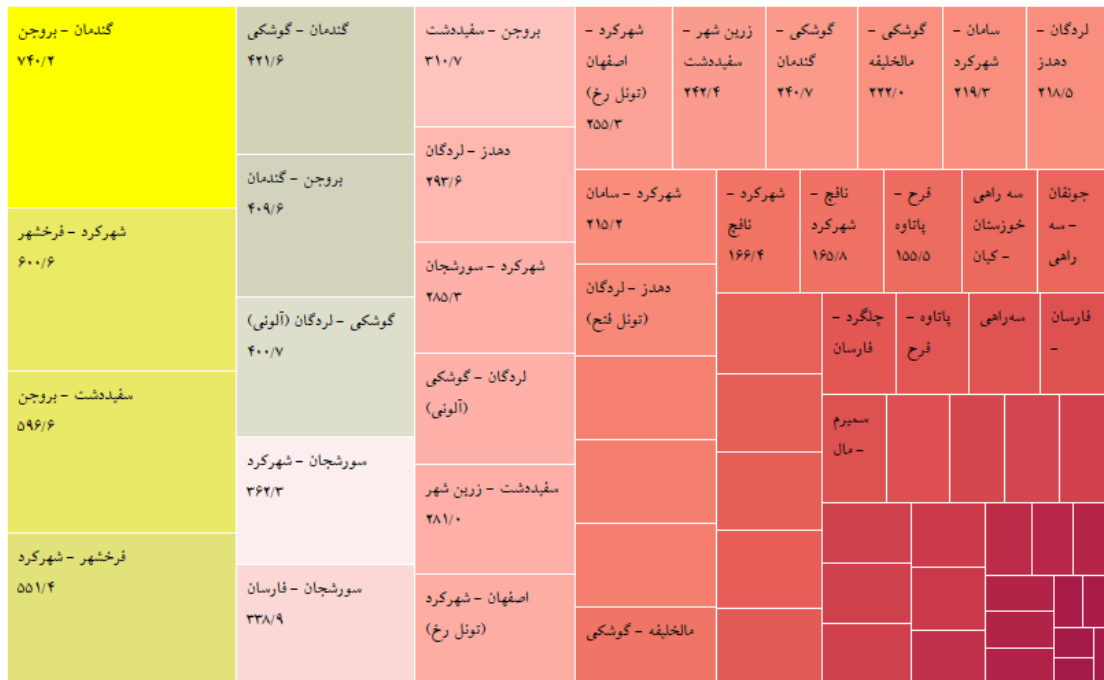 گندمان - بروجن
۷۴۰/۲
شهرکرد - فرخشهر
۶۰۰/۶
سفیددشت - بروجن
۵۹۶/۶
فرخشهر - شهرکرد
۵۵۱/۴
گندمان - گوشکی
۴۲۱/۶
بروجن - گندمان
۴۰۹/۶
گوشکی - لردگان (آلونی)
۴۰۰/۷
سورشجان - شهرکرد
۳۶۲/۳
سورشجان - فارسان
۳۳۸/۹
بروجن - سفیددشت
۳۱۰/۷
دهدز - لردگان
۲۹۳/۶
شهرکرد - سورشجان
۲۸۵/۳
لردگان - گوشکی
(آلونی)
سفیددشت - زرین شهر
۲۸۱/۰
اصفهان - شهرکرد
(تونل رخ)
شهرکرد -
اصفهان
(تونل رخ)
۲۵۵/۳
زرین شهر -
سفیددشت
۲۴۲/۴
گوشکی -
گندمان
۲۴۰/۷
گوشکی -
مالخلیفه
۲۲۲/۰
سامان -
شهرکرد
۲۱۹/۳
لردگان -
دهدز
۲۱۸/۵
شهرکرد - سامان
۲۱۵/۲
دهدز - لردگان
(تونل فتح)
مالخلیفه - گوشکی
شهرکرد -
نافچ
۱۶۶/۴
نافچ -
شهرکرد
۱۶۵/۸
قرح -
پاتاوه
۱۵۵/۵
سه راهی
خوزستان
- کیان
جونقان
- سه
راهی
چلگرد -
فارسان
پاتاوه -
قرح
سه‌راهی
فارسان
-
سمیرم
- مال